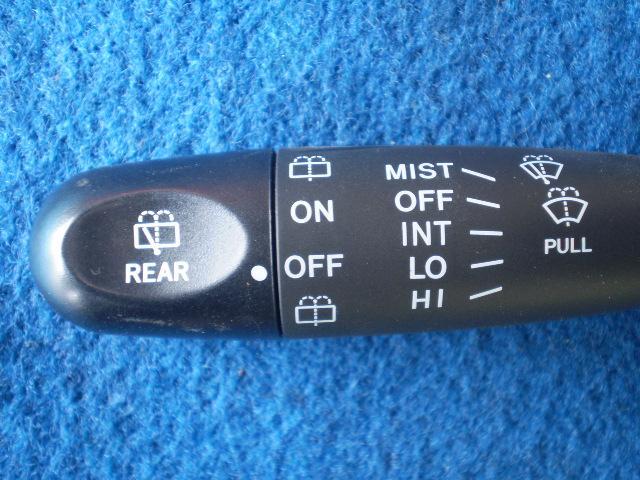 REAR
ON
OFF
MIST
OFF
INT
LO
HI
PULL